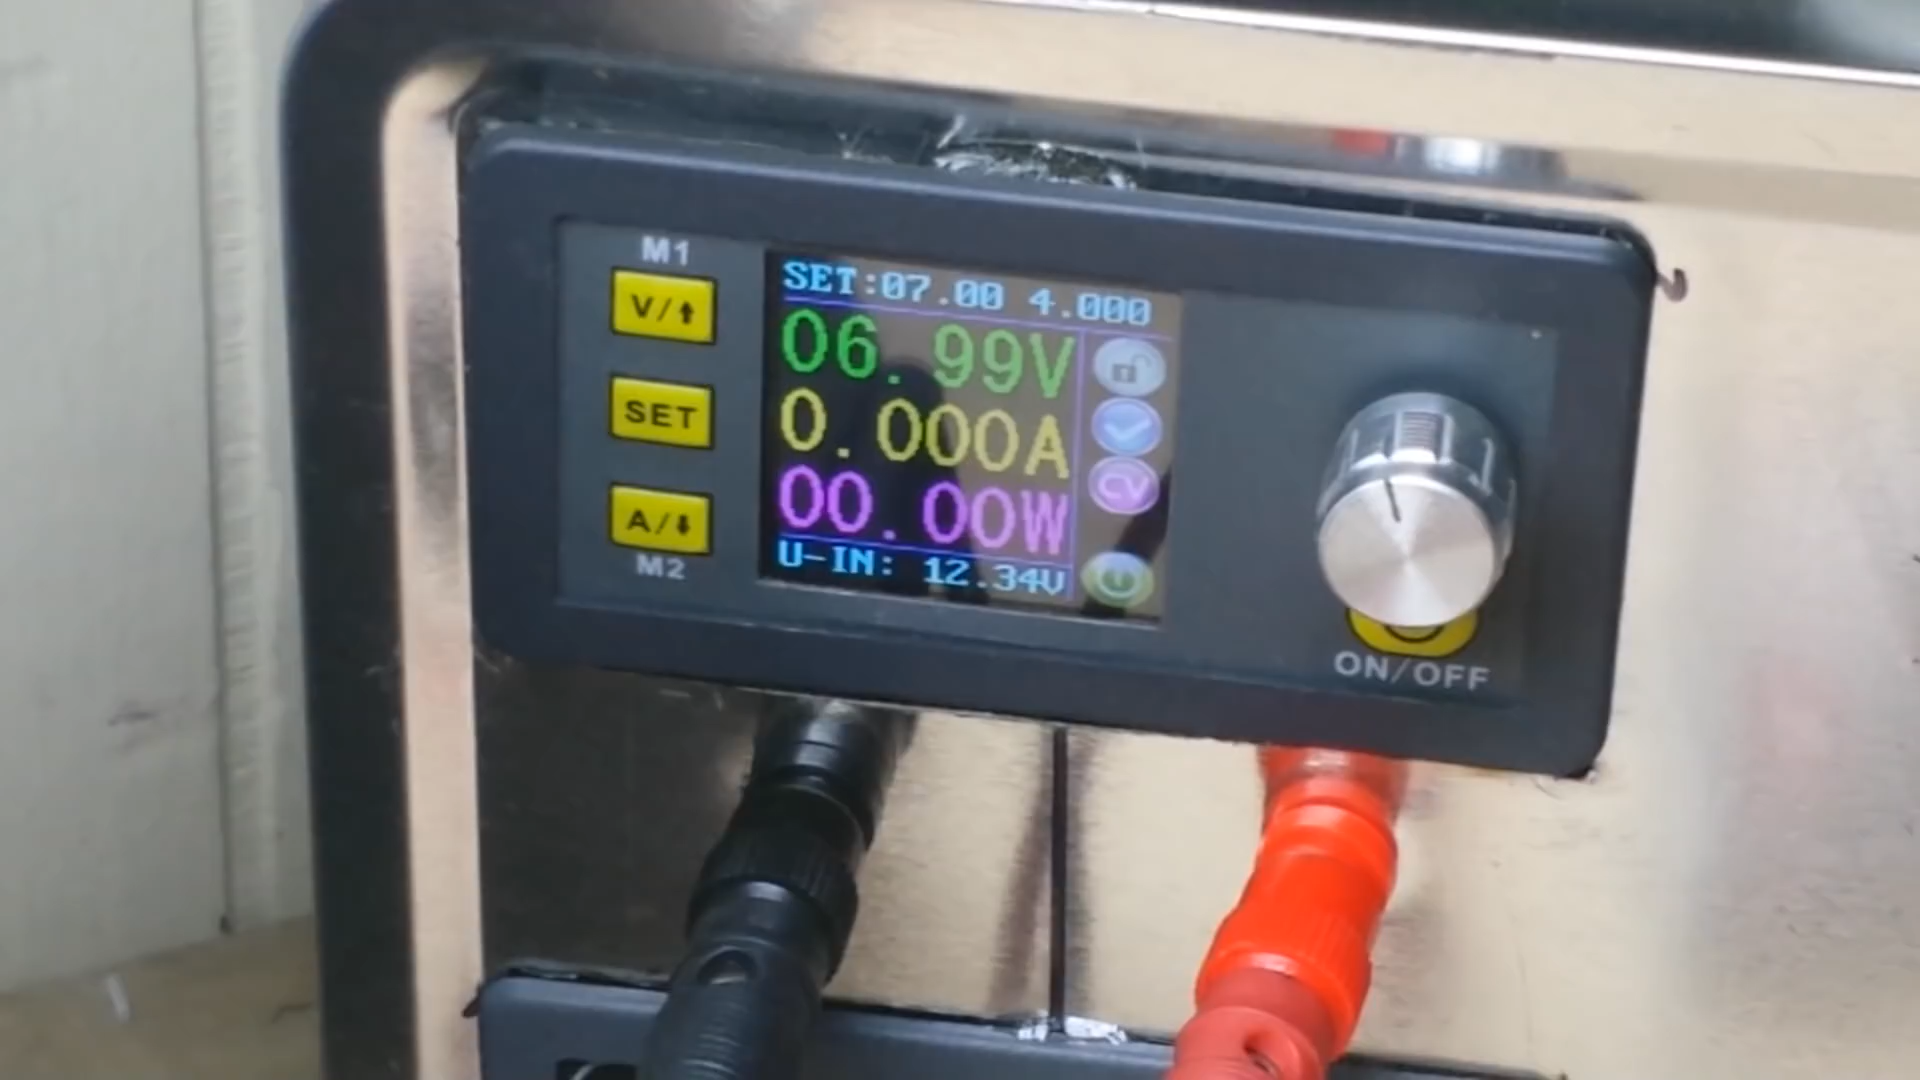 M1
V/⬆
SET
A/⬇
M2
SET:07.00 4.000
06.99V
0.000A
00.00W
U-IN: 12.34V
CV
ON/OFF